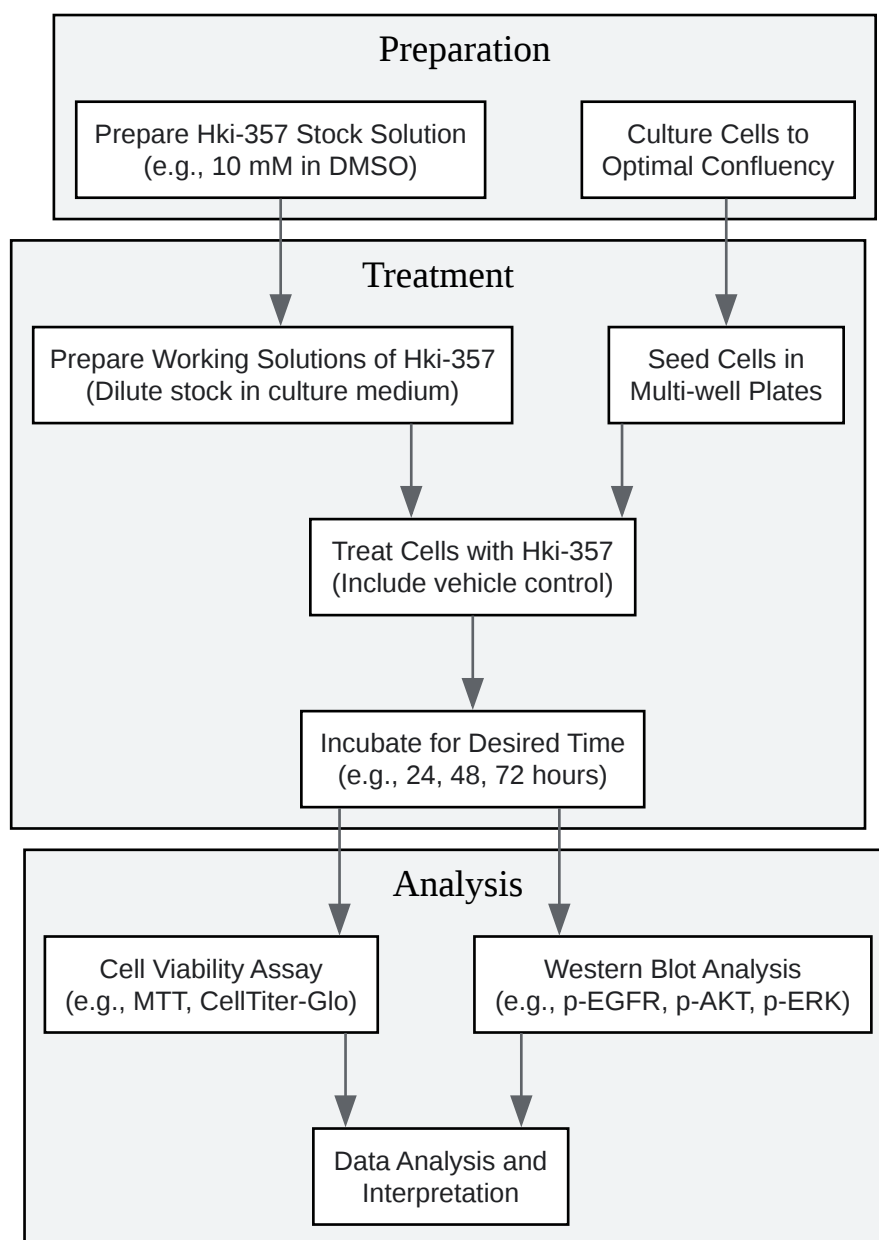 Preparation
Prepare Hki-357 Stock Solution
(e.g., 10 mM in DMSO)
Culture Cells to
Optimal Confluency
Treatment
Prepare Working Solutions of Hki-357
(Dilute stock in culture medium)
Seed Cells in
Multi-well Plates
Treat Cells with Hki-357
(Include vehicle control)
Incubate for Desired Time
(e.g., 24, 48, 72 hours)
Analysis
Cell Viability Assay
(e.g., MTT, CellTiter-Glo)
Western Blot Analysis
(e.g., p-EGFR, p-AKT, p-ERK)
Data Analysis and
Interpretation